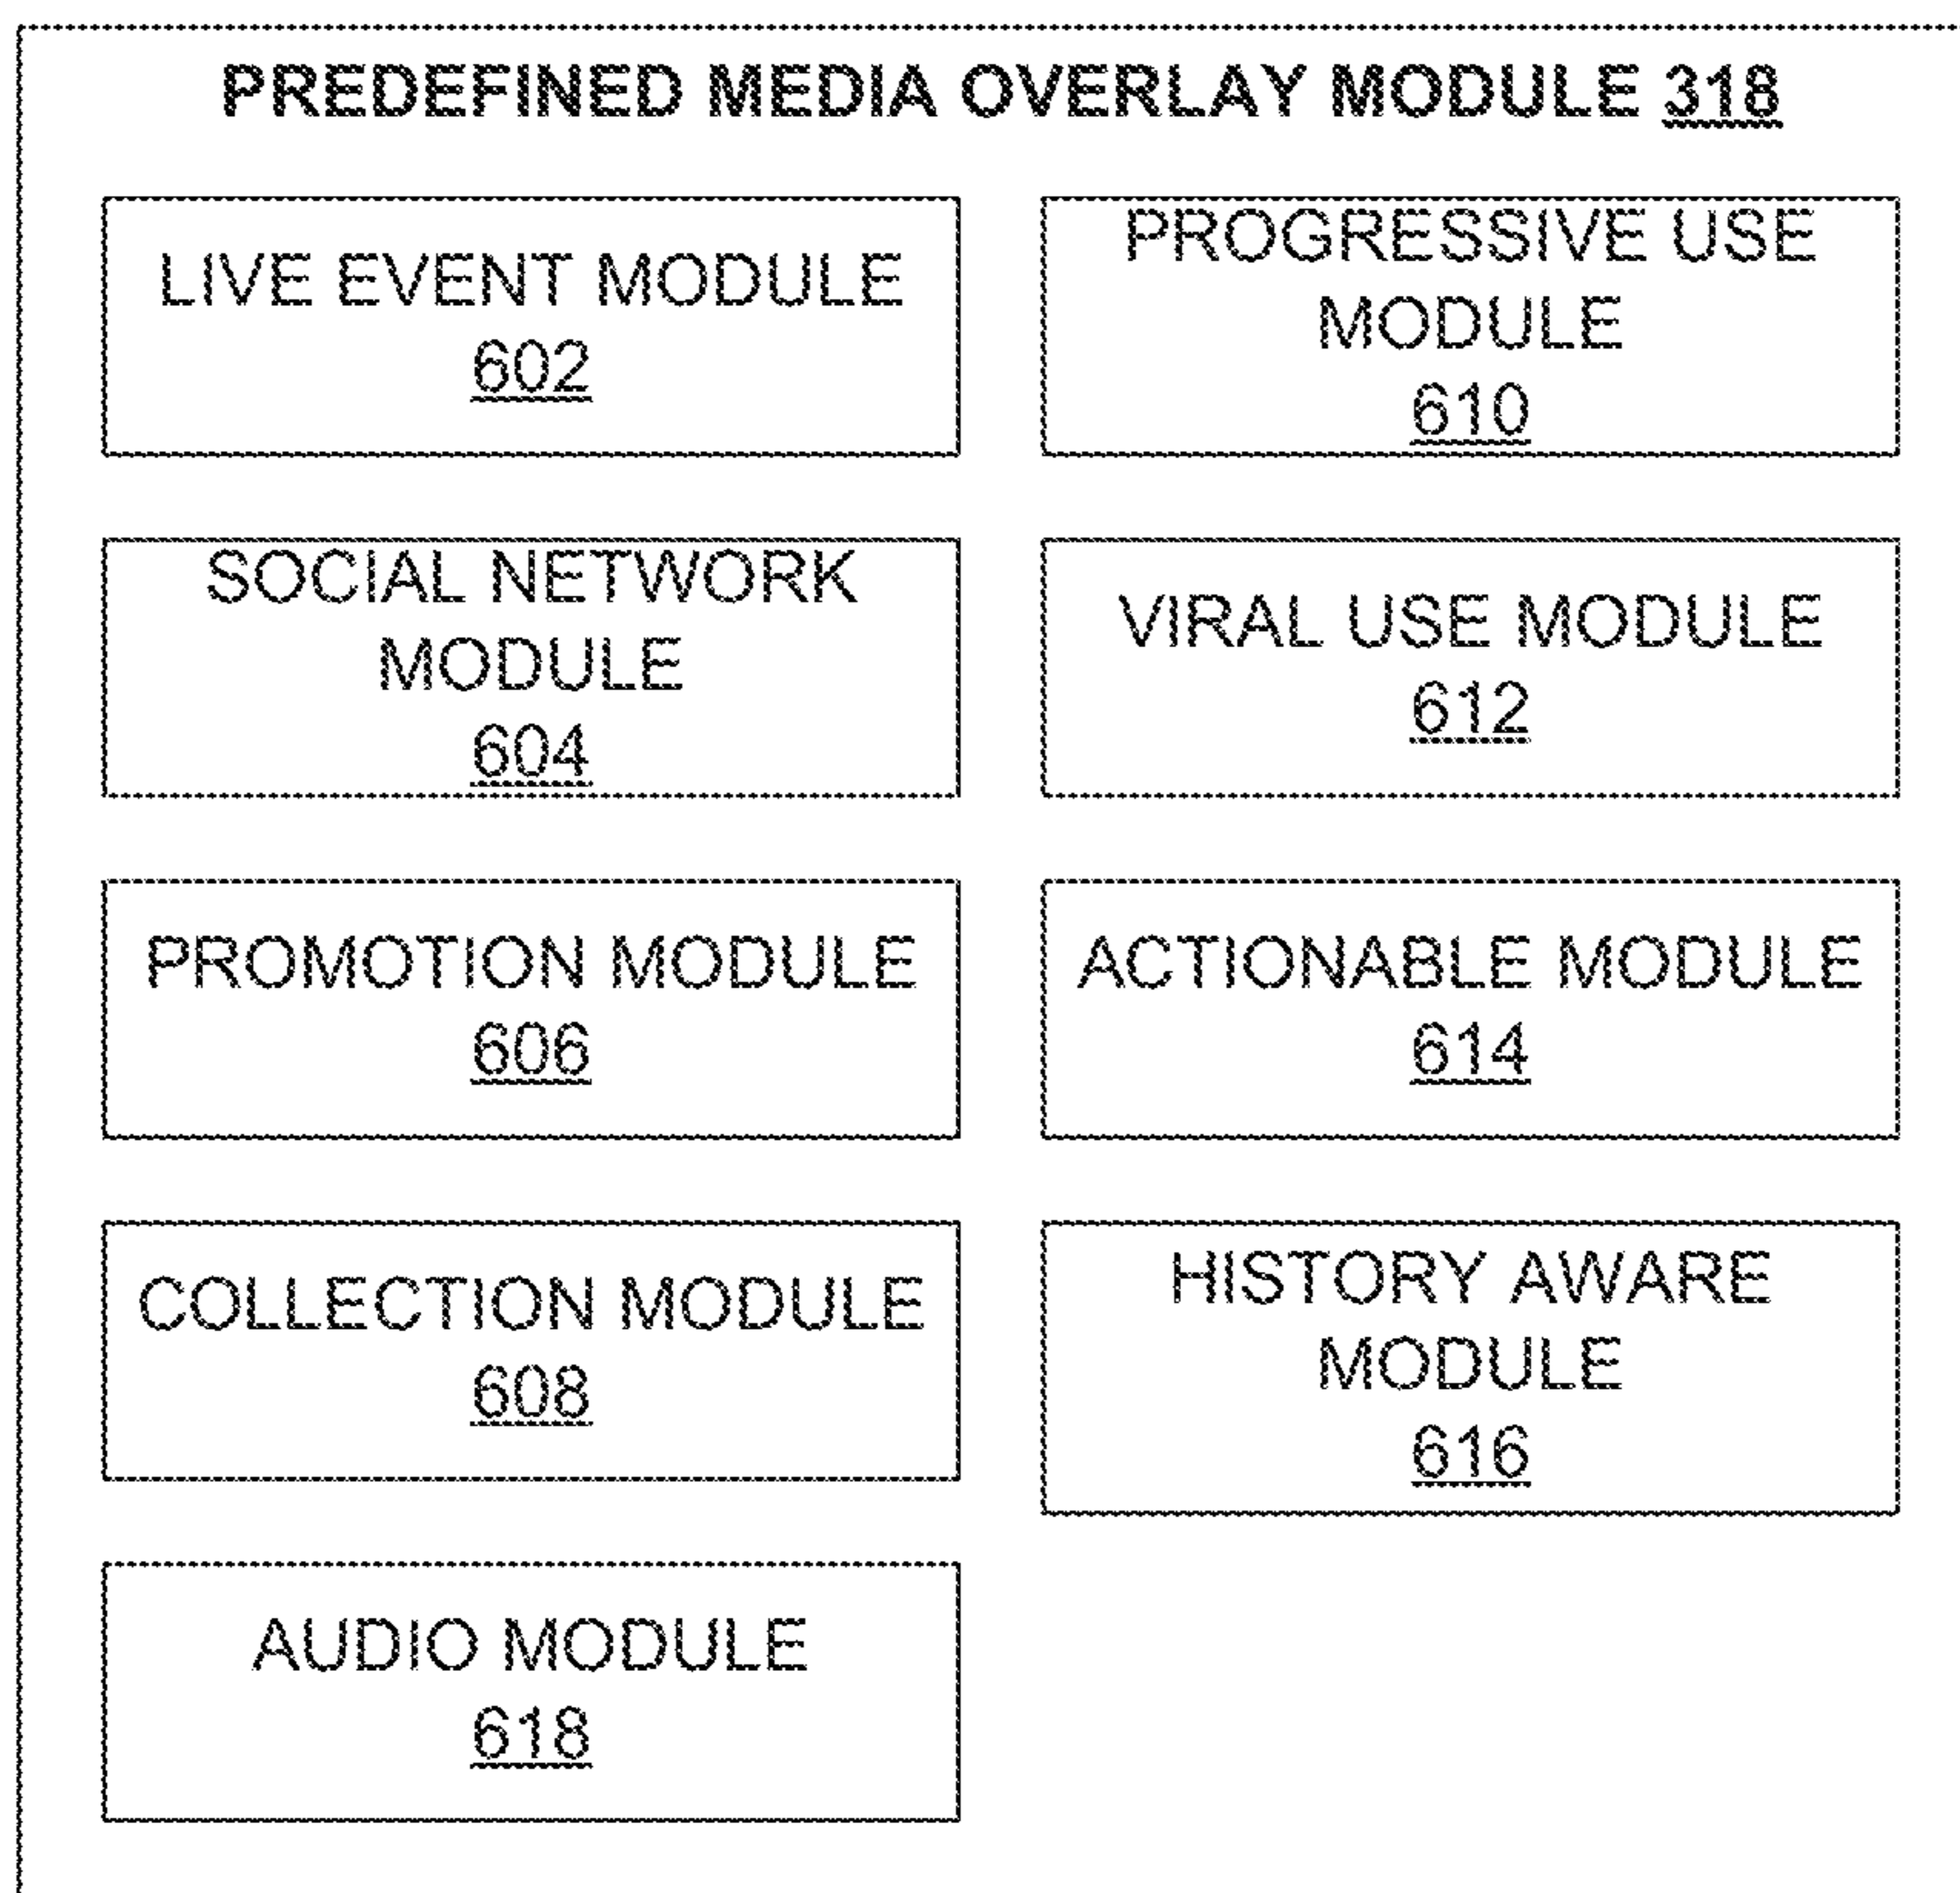 PREDEFINED MEDIA OVERLAY MODULE 318
LIVE EVENT MODULE
602
SOCIAL NETWORK
MODULE
604
PROMOTION MODULE
606
COLLECTION MODULE
608
AUDIO MODULE
618
PROGRESSIVE USE
MODULE
610
VIRAL USE MODULE
612
ACTIONABLE MODULE
614
HISTORY AWARE
MODULE
616